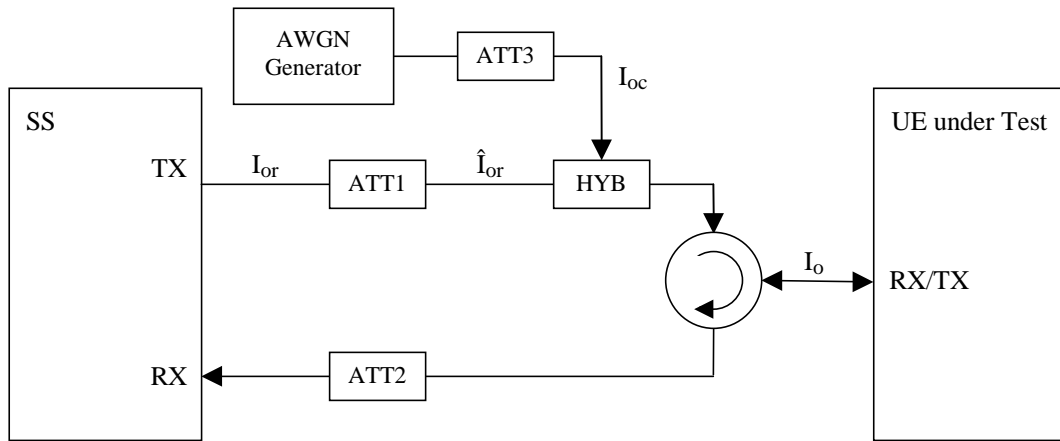 AWGN
Generator
ATT3
I_oc
SS
UE under Test
TX
I_or
ATT1
Î_or
HYB
I_o
RX/TX
RX
ATT2